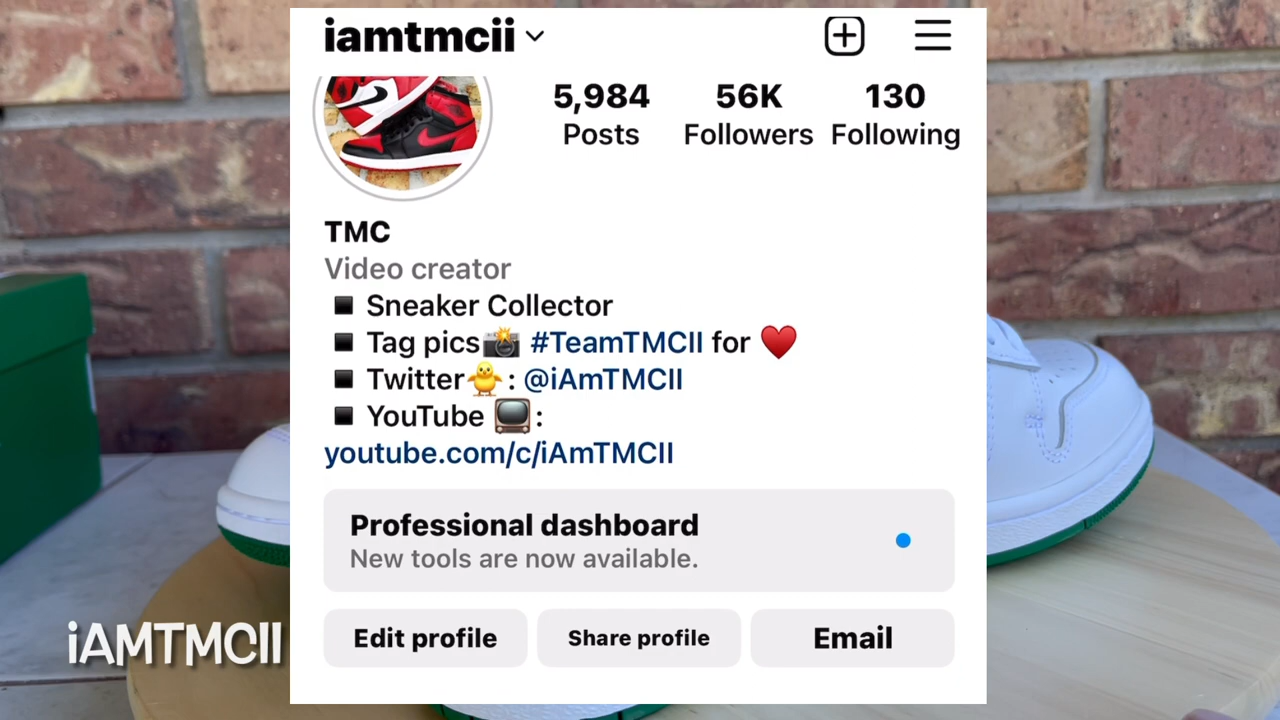 iamtmcii
5,984 56K 130
Posts Followers Following
TMC
Video creator
▪️ Sneaker Collector
▪️ Tag pics📸 #TeamTMCII for ♥️
▪️ Twitter🐥: @iAmTMCII
▪️ YouTube 📺:
youtube.com/c/iAmTMCII
Professional dashboard
New tools are now available.
Edit profile Share profile Email
iAMTMCII